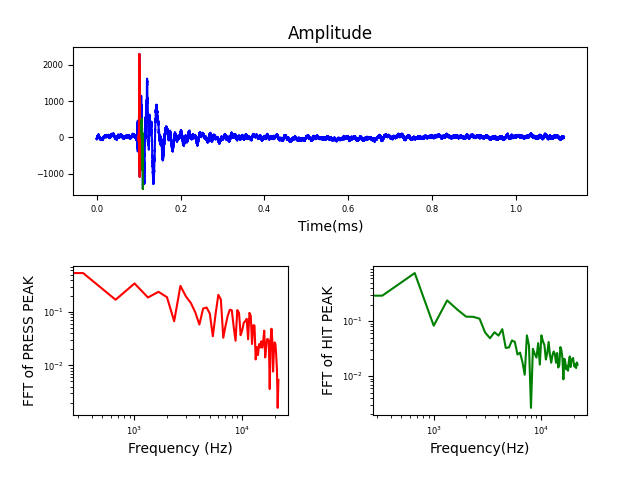 Amplitude
2000
1000
0
−1000
0.0 0.2 0.4 0.6 0.8 1.0
Time(ms)
FFT of PRESS PEAK
10⁻¹
10⁻²
10³ 10⁴
Frequency (Hz)
FFT of HIT PEAK
10⁻¹
10⁻²
10³ 10⁴
Frequency(Hz)